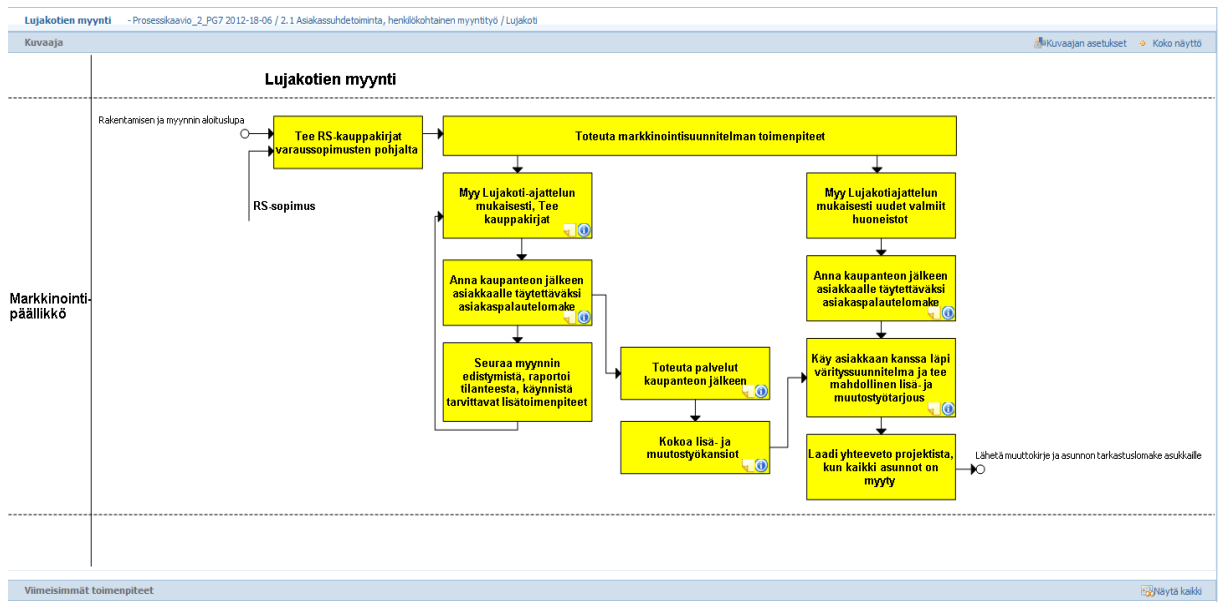 Lujakotien myynti - Prosessikaavio_2_PG7 2012-18-06 / 2.1 Asiakassuhdetoiminta, henkilökohtainen myyntityö / Lujakoti
Kuvaaja Kuvaajan asetukset Koko näyttö
Lujakotien myynti
Markkinointi-
päällikkö
Rakentamisen ja myynnin aloituslupa
RS-sopimus
Tee RS-kauppakirjat
varaussopimusten pohjalta
Toteuta markkinointisuunnitelman toimenpiteet
Myy Lujakoti-ajattelun
mukaisesti, Tee
kauppakirjat
Anna kaupanteon jälkeen
asiakkaalle täytettäväksi
asiakaspalautelomake
Seuraa myynnin
edistymistä, raportoi
tilanteesta, käynnistä
tarvittavat lisätoimenpiteet
Toteuta palvelut
kaupanteon jälkeen
Kokoa lisä- ja
muutostyökansiot
Myy Lujakotiajattelun
mukaisesti uudet valmiit
huoneistot
Anna kaupanteon jälkeen
asiakkaalle täytettäväksi
asiakaspalautelomake
Käy asiakkaan kanssa läpi
värityssuunnitelma ja tee
mahdollinen lisä- ja
muutostyötarjous
Laadi yhteeveto projektista,
kun kaikki asunnot on
myyty
Lähetä muuttokirje ja asunnon tarkastuslomake asukkaille
Viimeisimmät toimenpiteet Näytä kaikki